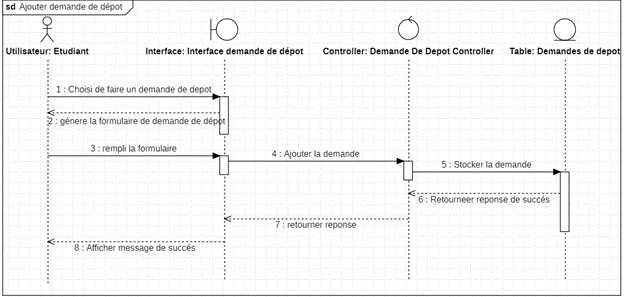 sd Ajouter demande de dépot
Utilisateur: Etudiant
Interface: Interface demande de dépôt
Controller: Demande De Depot Controller
Table: Demandes de depot
1 : Choisi de faire un demande de depot
2 : génere la formulaire de demande de dépôt
3 : rempli la formulaire
4 : Ajouter la demande
5 : Stocker la demande
6 : Retourneer reponse de succés
7 : retourner reponse
8 : Afficher message de succés